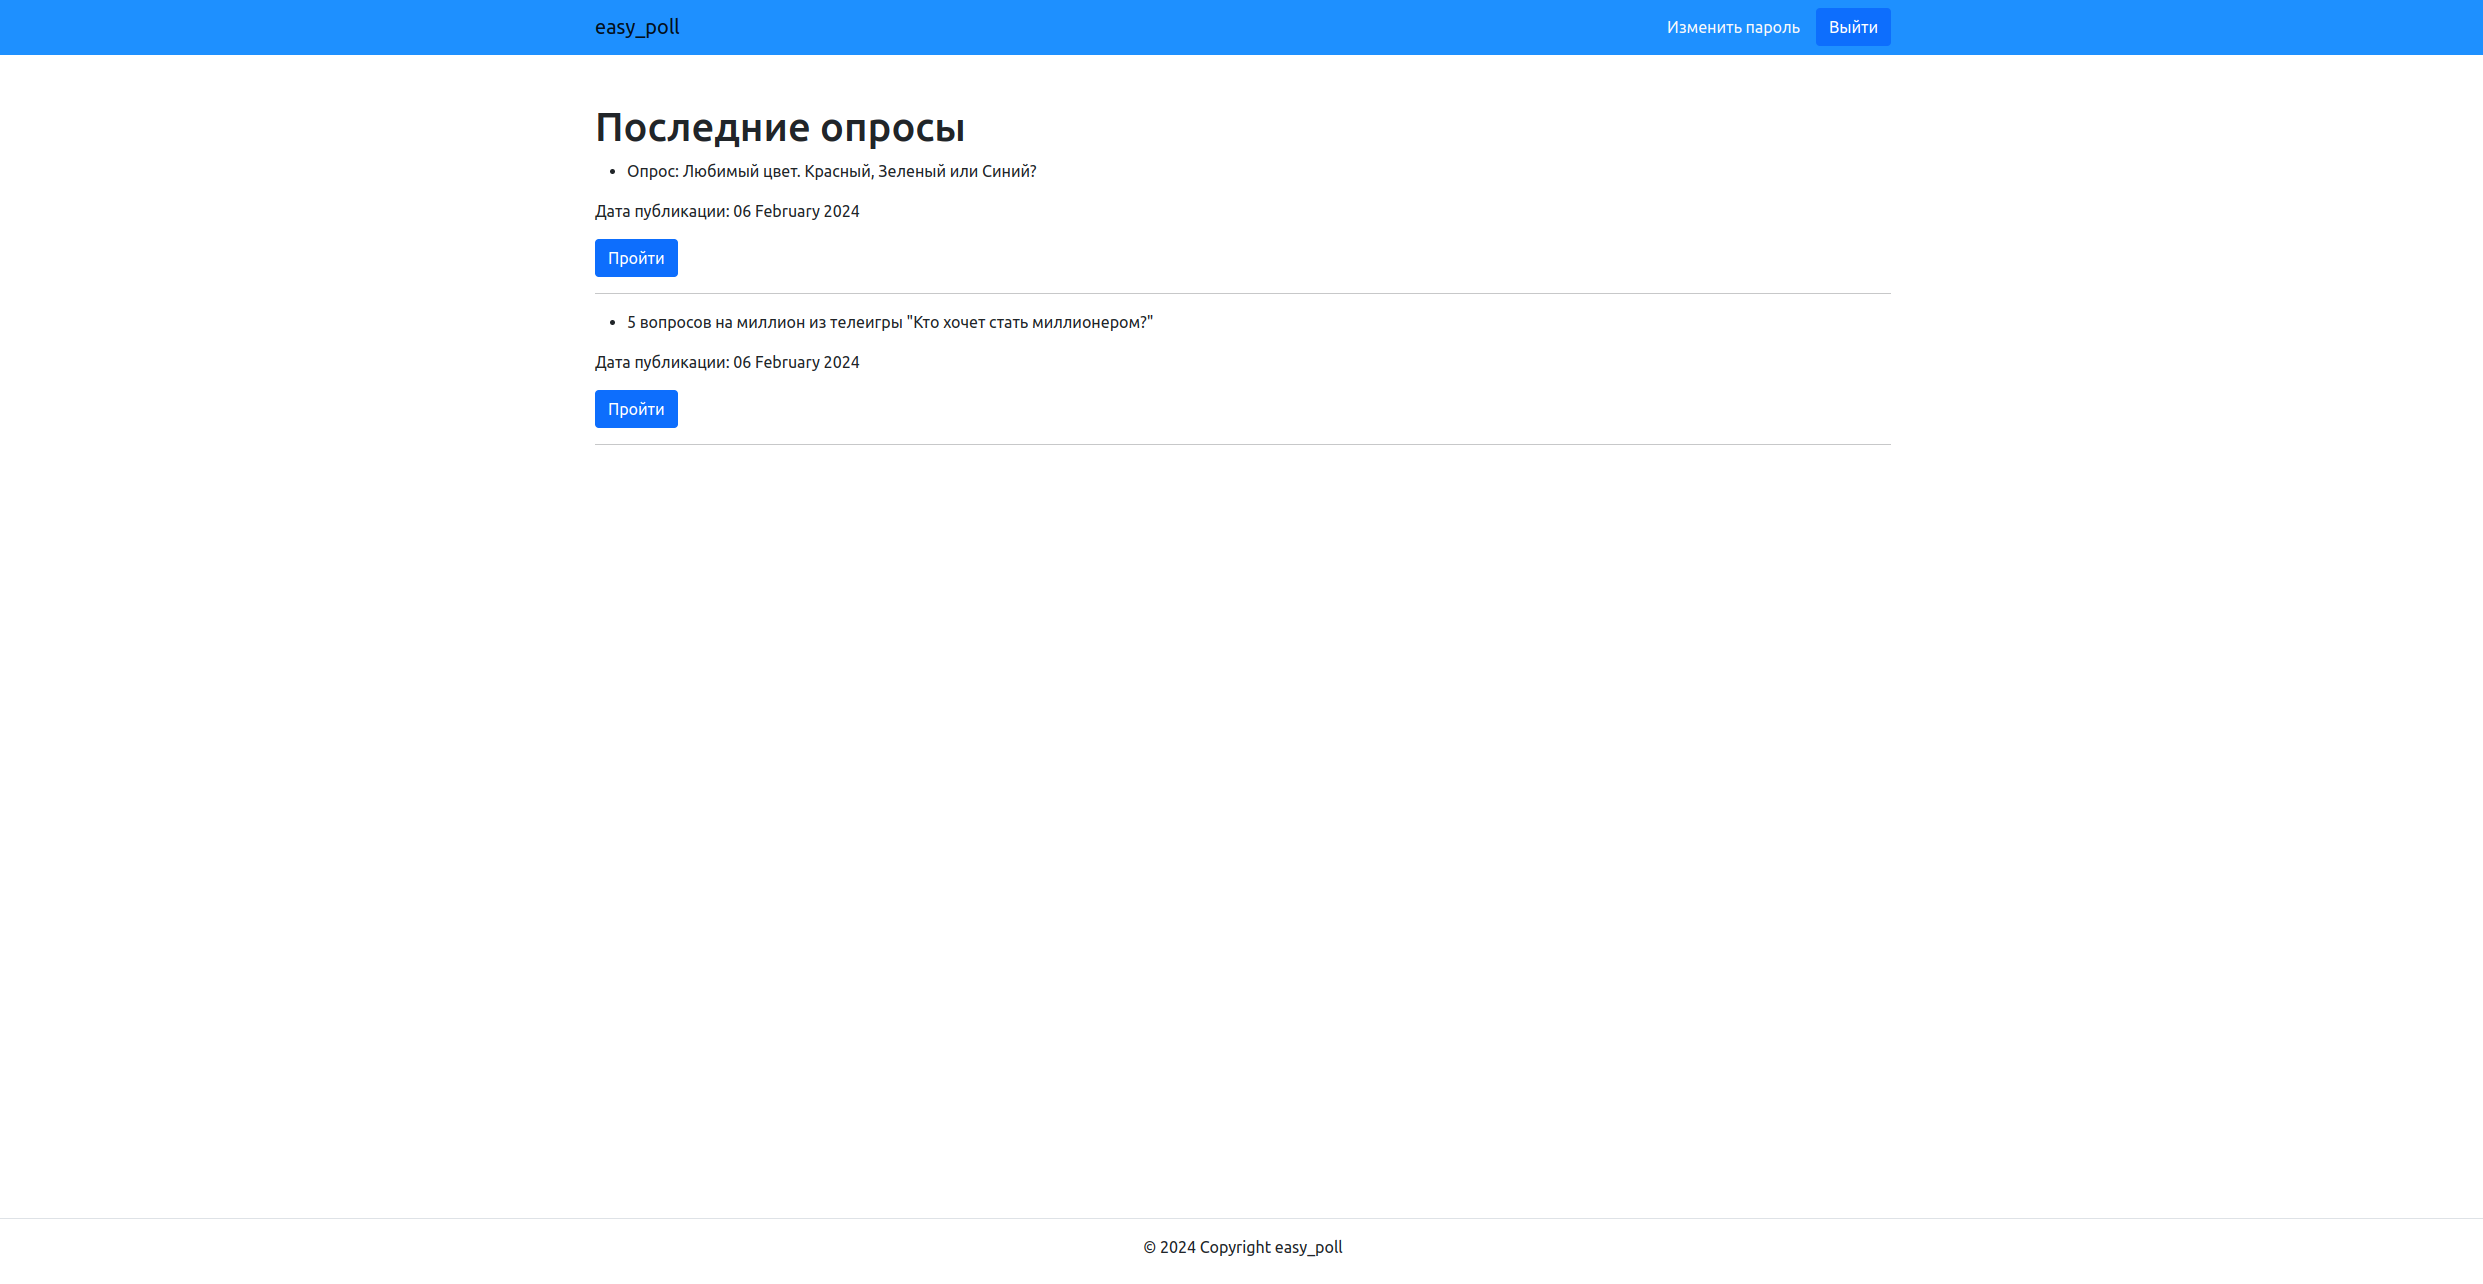 easy_poll
Изменить пароль
Выйти
Последние опросы
Опрос: Любимый цвет. Красный, Зеленый или Синий?
Дата публикации: 06 February 2024
Пройти
5 вопросов на миллион из телеигры "Кто хочет стать миллионером?"
Дата публикации: 06 February 2024
Пройти
© 2024 Copyright easy_poll